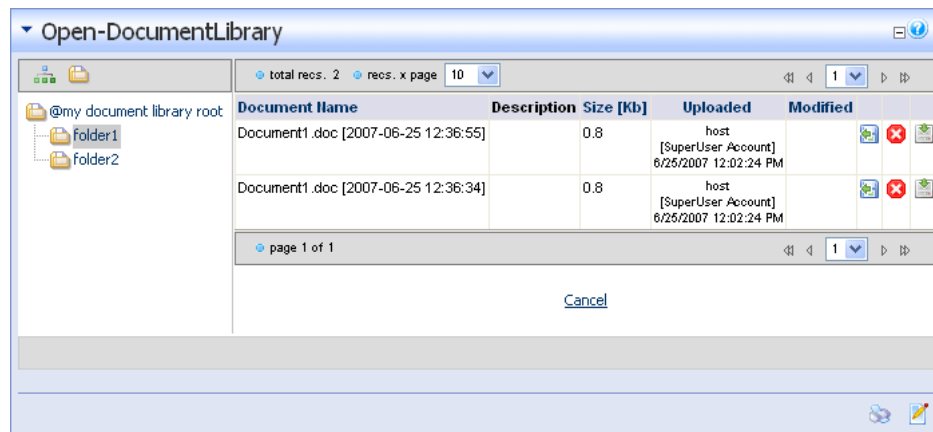 Open-DocumentLibrary
total recs. 2 recs. x page 10
1
@my document library root
folder1
folder2
Document Name Description Size [Kb] Uploaded Modified
Document1.doc [2007-06-25 12:36:55] 0.8 host
[SuperUser Account]
6/25/2007 12:02:24 PM
Document1.doc [2007-06-25 12:36:34] 0.8 host
[SuperUser Account]
6/25/2007 12:02:24 PM
page 1 of 1 1
Cancel